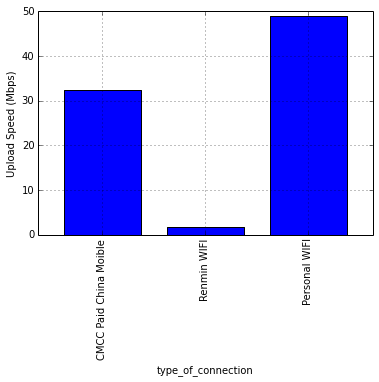 50
40
30
20
10
0
Upload Speed (Mbps)
CMCC Paid China Moible
Renmin WIFI
Personal WIFI
type_of_connection